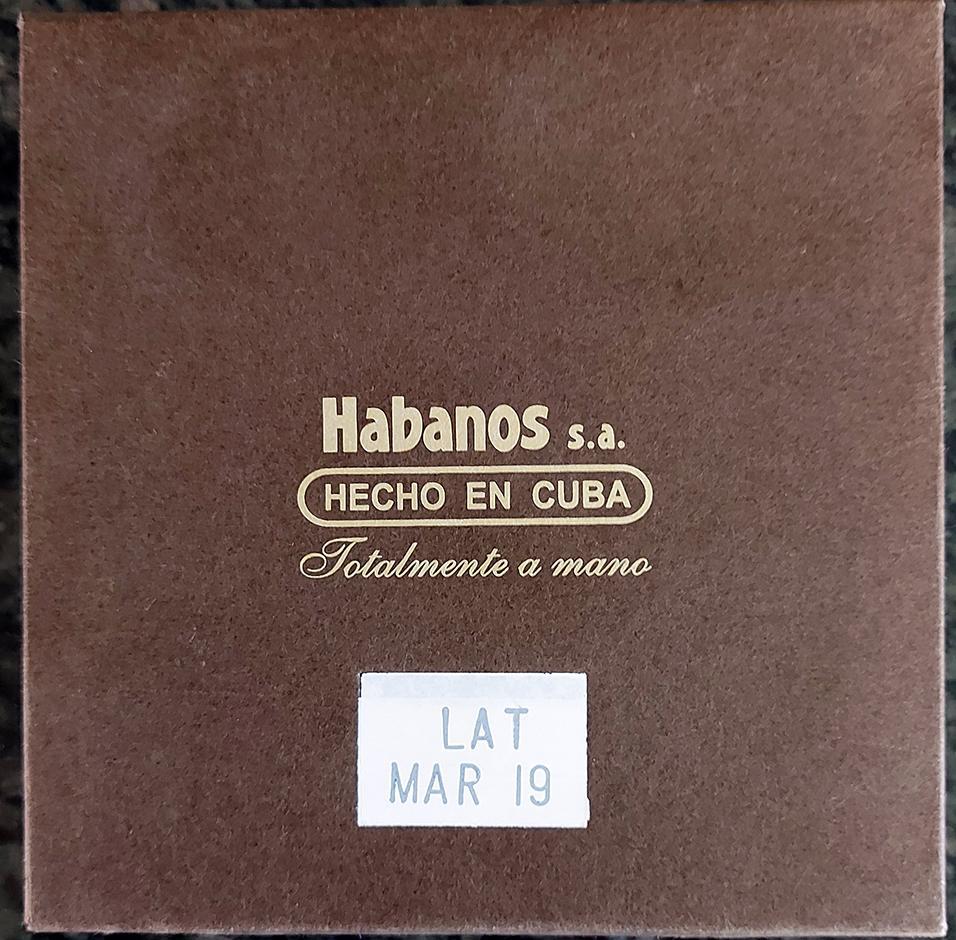 Habanos s.a.
HECHO EN CUBA
Totalmente a mano
LAT
MAR 19